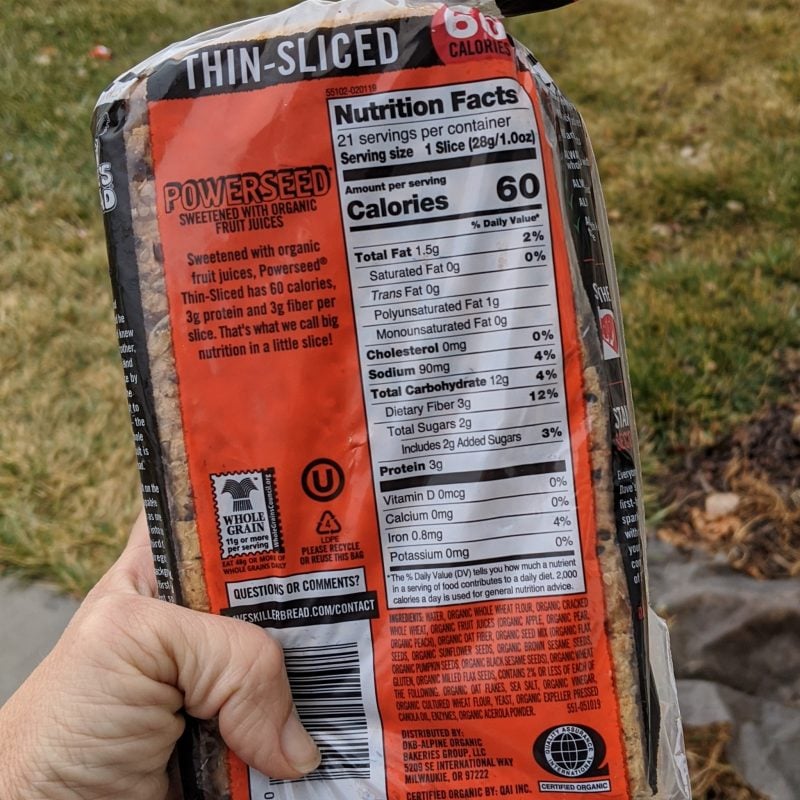 THIN-SLICED
60
CALORIES
55102-020119
Nutrition Facts
21 servings per container
Serving size 1 Slice (28g/1.0oz)
Amount per serving
Calories 60
% Daily Value*
Total Fat 1.5g 2%
Saturated Fat 0g 0%
Trans Fat 0g
Polyunsaturated Fat 1g
Monounsaturated Fat 0g
Cholesterol 0mg 0%
Sodium 90mg 4%
Total Carbohydrate 12g 4%
Dietary Fiber 3g 12%
Total Sugars 2g
Includes 2g Added Sugars 3%
Protein 3g
Vitamin D 0mcg 0%
Calcium 0mg 0%
Iron 0.8mg 4%
Potassium 0mg 0%
*The % Daily Value (DV) tells you how much a nutrient
in a serving of food contributes to a daily diet. 2,000
calories a day is used for general nutrition advice.
POWERSEED®
SWEETENED WITH ORGANIC
FRUIT JUICES
Sweetened with organic
fruit juices, Powerseed®
Thin-Sliced has 60 calories,
3g protein and 3g fiber per
slice. That's what we call big
nutrition in a little slice!
WHOLE
GRAIN
11g or more
per serving
WholeGrainsCouncil.org
EAT 48g OR MORE OF
WHOLE GRAINS DAILY
U
4
LDPE
PLEASE RECYCLE
OR REUSE THIS BAG
QUESTIONS OR COMMENTS?
VESKILLERBREAD.COM/CONTACT
INGREDIENTS: WATER, ORGANIC WHOLE WHEAT FLOUR, ORGANIC CRACKED
WHOLE WHEAT, ORGANIC FRUIT JUICES (ORGANIC APPLE, ORGANIC PEAR,
ORGANIC PEACH), ORGANIC OAT FIBER, ORGANIC SEED MIX (ORGANIC FLAX
SEEDS, ORGANIC SUNFLOWER SEEDS, ORGANIC BROWN SESAME SEEDS,
ORGANIC PUMPKIN SEEDS, ORGANIC BLACK SESAME SEEDS), ORGANIC WHEAT
GLUTEN, ORGANIC MILLED FLAX SEEDS, CONTAINS 2% OR LESS OF EACH OF
THE FOLLOWING: ORGANIC OAT FLAKES, SEA SALT, ORGANIC VINEGAR,
ORGANIC CULTURED WHEAT FLOUR, YEAST, ORGANIC EXPELLER PRESSED
CANOLA OIL, ENZYMES, ORGANIC ACEROLA POWDER. 551-051019
DISTRIBUTED BY:
DKB-ALPINE ORGANIC
BAKERIES GROUP, LLC
5209 SE INTERNATIONAL WAY
MILWAUKIE, OR 97222
CERTIFIED ORGANIC BY: QAI INC.
QUALITY ASSURANCE
INTERNATIONAL
CERTIFIED ORGANIC